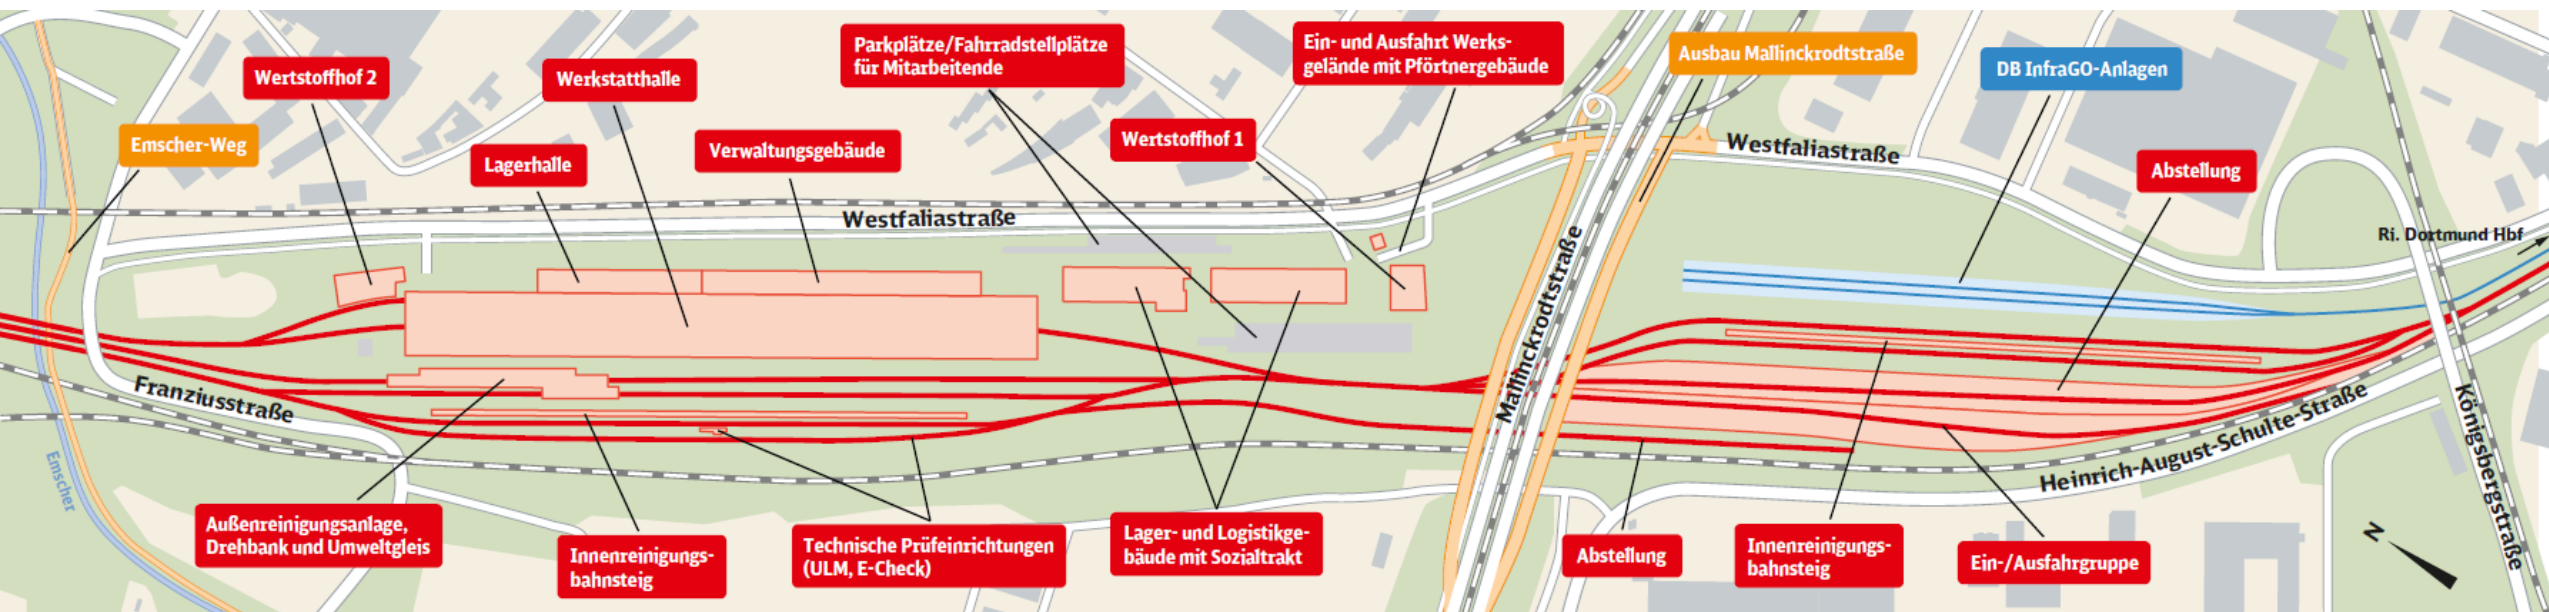 Parkplätze/Fahrradstellplätze
für Mitarbeitende
Ein- und Ausfahrt Werks-
gelände mit Pförtnergebäude
Ausbau Mallinckrodtstraße
DB InfraGO-Anlagen
Wertstoffhof 2
Werkstatthalle
Emscher-Weg
Lagerhalle
Verwaltungsgebäude
Wertstoffhof 1
Westfaliastraße
Abstellung
Westfaliastraße
Ri. Dortmund Hbf
Mallinckrodtstraße
Franziusstraße
Heinrich-August-Schulte-Straße
Königsbergstraße
Emscher
Außenreinigungsanlage,
Drehbank und Umweltgleis
Innenreinigungs-
bahnsteig
Technische Prüfeinrichtungen
(ULM, E-Check)
Lager- und Logistikge-
bäude mit Sozialtrakt
Abstellung
Innenreinigungs-
bahnsteig
Ein-/Ausfahrgruppe
N